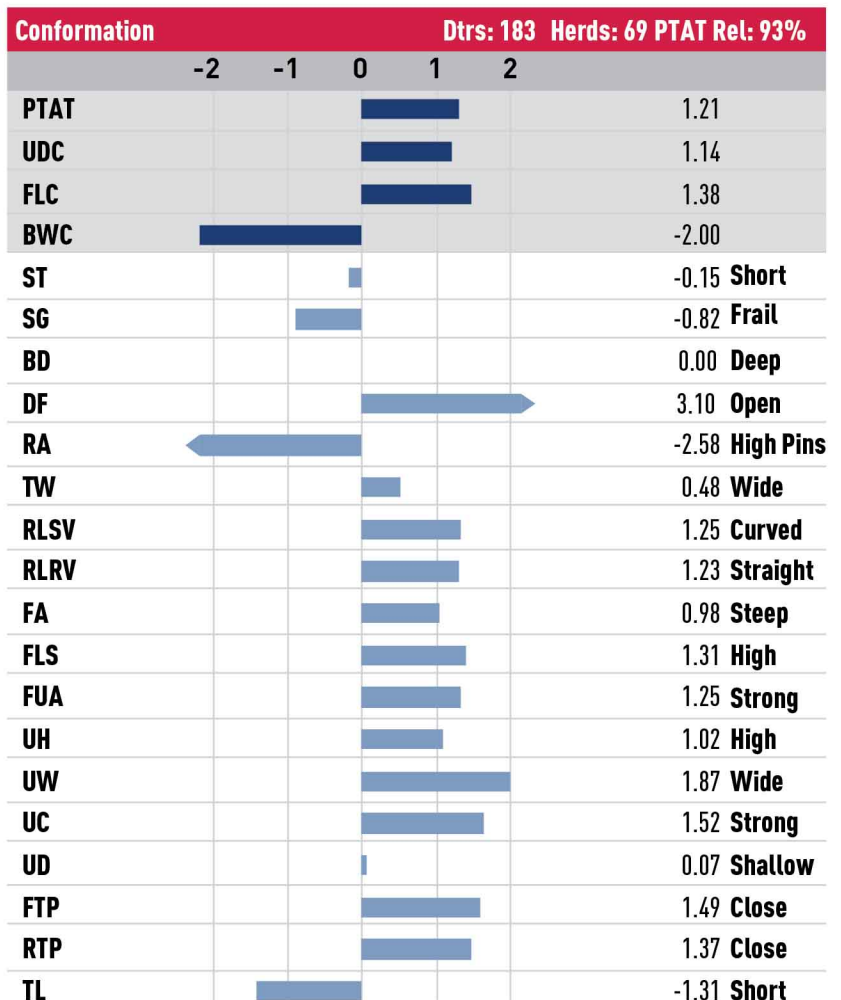 Conformation Dtrs: 183 Herds: 69 PTAT Rel: 93%
-2 -1 0 1 2
PTAT 1.21
UDC 1.14
FLC 1.38
BWC -2.00
ST -0.15 Short
SG -0.82 Frail
BD 0.00 Deep
DF 3.10 Open
RA -2.58 High Pins
TW 0.48 Wide
RLSV 1.25 Curved
RLRV 1.23 Straight
FA 0.98 Steep
FLS 1.31 High
FUA 1.25 Strong
UH 1.02 High
UW 1.87 Wide
UC 1.52 Strong
UD 0.07 Shallow
FTP 1.49 Close
RTP 1.37 Close
TL -1.31 Short